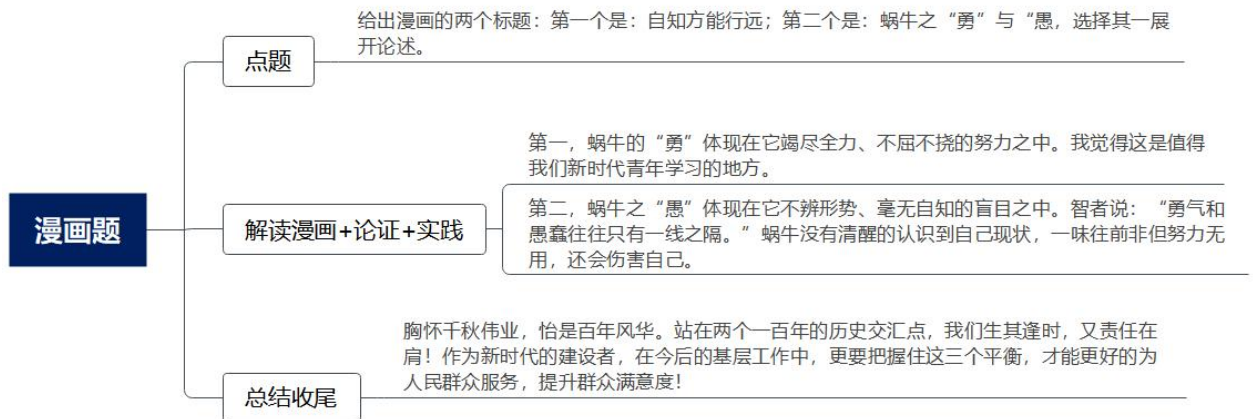 给出漫画的两个标题：第一个是：自知方能行远；第二个是：蜗牛之“勇”与“愚，选择其一展
开论述。
点题
第一，蜗牛的“勇”体现在它竭尽全力、不屈不挠的努力之中。我觉得这是值得
我们新时代青年学习的地方。
漫画题
解读漫画+论证+实践
第二，蜗牛之“愚”体现在它不辨形势、毫无自知的盲目之中。智者说：“勇气和
愚蠢往往只有一线之隔。”蜗牛没有清醒的认识到自己现状，一味往前非但努力无
用，还会伤害自己。
胸怀千秋伟业，恰是百年风华。站在两个一百年的历史交汇点，我们生其逢时，又责任在
肩！作为新时代的建设者，在今后的基层工作中，更要把握住这三个平衡，才能更好的为
人民群众服务，提升群众满意度！
总结收尾